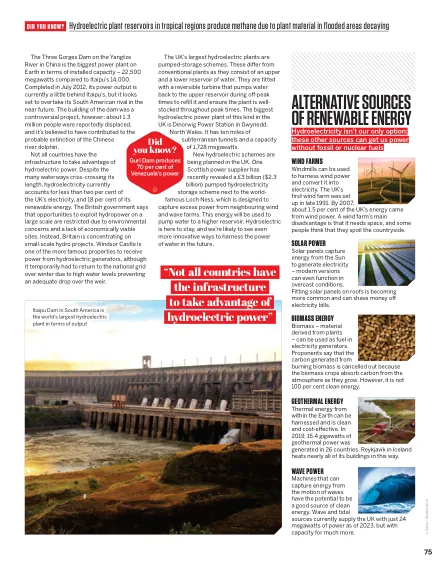 DID YOU KNOW? Hydroelectric plant reservoirs in tropical regions produce methane due to plant material in flooded areas decaying
The Three Gorges Dam on the Yangtze
River in China is the biggest power plant on
Earth in terms of installed capacity – 22,500
megawatts compared to Itaipu's 14,000.
Completed in July 2012, its power output is
currently a little behind Itaipu's, but it looks
set to overtake its South American rival in the
near future. The building of the dam was a
controversial project, however: about 1.3
million people were reportedly displaced,
and it's believed to have contributed to the
probable extinction of the Chinese
river dolphin.
Not all countries have the
infrastructure to take advantage of
hydroelectric power. Despite the
many waterways criss-crossing its
length, hydroelectricity currently
accounts for less than two per cent of
the UK's electricity, and 18 per cent of its
renewable energy. The British government says
that opportunities to exploit hydropower on a
large scale are restricted due to environmental
concerns and a lack of economically viable
sites. Instead, Britain is concentrating on
small-scale hydro projects. Windsor Castle is
one of the more famous properties to receive
power from hydroelectric generators, although
it temporarily had to return to the national grid
over winter due to high water levels preventing
an adequate drop over the weir.
Did
you know?
Guri Dam produces
70 per cent of
Venezuela's power
The UK's largest hydroelectric plants are
pumped-storage schemes. These differ from
conventional plants as they consist of an upper
and a lower reservoir of water. They are fitted
with a reversible turbine that pumps water
back to the upper reservoir during off-peak
times to refill it and ensure the plant is well-
stocked throughout peak times. The biggest
hydroelectric power plant of this kind in the
UK is Dinorwig Power Station in Gwynedd,
North Wales. It has ten miles of
subterranean tunnels and a capacity
of 1,728 megawatts.
New hydroelectric schemes are
being planned in the UK. One
Scottish power supplier has
recently revealed a £3 billion ($2.3
billion) pumped hydroelectric
storage scheme next to the world-
famous Loch Ness, which is designed to
capture excess power from neighbouring wind
and wave farms. This energy will be used to
pump water to a higher reservoir. Hydroelectric
is here to stay, and we're likely to see even
more innovative ways to harness the power
of water in the future.
“Not all countries have
the infrastructure
to take advantage of
hydroelectric power”
Itaipu Dam in South America is
the world's largest hydroelectric
plant in terms of output
ALTERNATIVE SOURCES
OF RENEWABLE ENERGY
Hydroelectricity isn't our only option;
these other sources can get us power
without fossil or nuclear fuels
WIND FARMS
Windmills can be used
to harness wind power
and convert it into
electricity. The UK's
first wind farm was set
up in late 1991. By 2007,
about 1.5 per cent of the UK's energy came
from wind power. A wind farm's main
disadvantage is that it needs space, and some
people think that they spoil the countryside.
SOLAR POWER
Solar panels capture
energy from the Sun
to generate electricity
– modern versions
can even function in
overcast conditions.
Fitting solar panels on roofs is becoming
more common and can shave money off
electricity bills.
BIOMASS ENERGY
Biomass – material
derived from plants
– can be used as fuel in
electricity generators.
Proponents say that the
carbon generated from
burning biomass is cancelled out because
the biomass crops absorb carbon from the
atmosphere as they grow. However, it is not
100 per cent clean energy.
GEOTHERMAL ENERGY
Thermal energy from
within the Earth can be
harnessed and is clean
and cost-effective. In
2019, 15.4 gigawatts of
geothermal power was
generated in 26 countries. Reykjavik in Iceland
heats nearly all of its buildings in this way.
WAVE POWER
Machines that can
capture energy from
the motion of waves
have the potential to be
a good source of clean
energy. Wave and tidal
sources currently supply the UK with just 24
megawatts of power as of 2023, but with
capacity for much more.
75